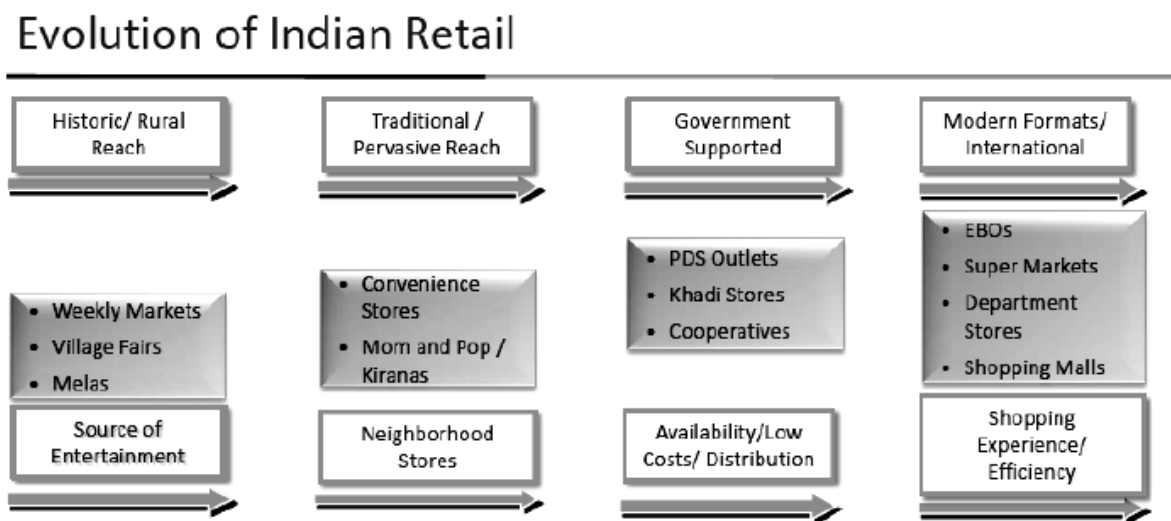 Evolution of Indian Retail
Historic/ Rural
Reach
Traditional /
Pervasive Reach
Government
Supported
Modern Formats/
International
• Weekly Markets
• Village Fairs
• Melas
• Convenience
Stores
• Mom and Pop /
Kiranas
• PDS Outlets
• Khadi Stores
• Cooperatives
• EBOs
• Super Markets
• Department
Stores
• Shopping Malls
Source of
Entertainment
Neighborhood
Stores
Availability/Low
Costs/ Distribution
Shopping
Experience/
Efficiency